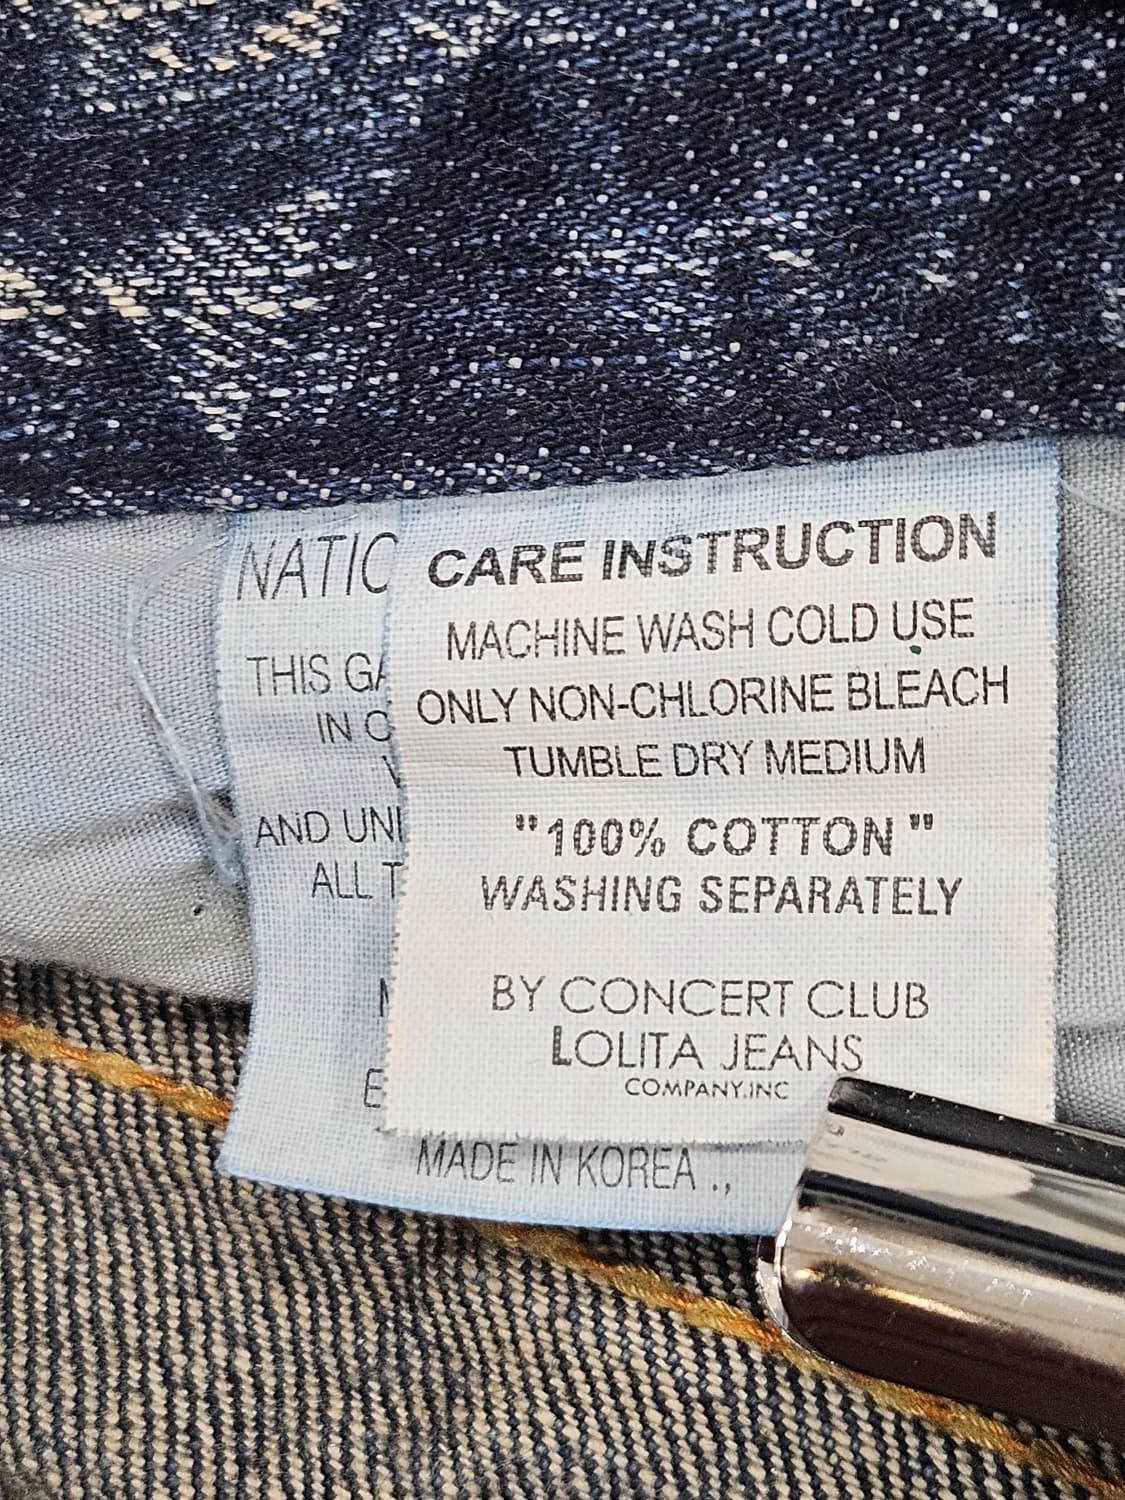 CARE INSTRUCTION
MACHINE WASH COLD USE
ONLY NON-CHLORINE BLEACH
TUMBLE DRY MEDIUM
"100% COTTON"
WASHING SEPARATELY
BY CONCERT CLUB
LOLITA JEANS
COMPANY.INC
NATIO
THIS GA
IN
AND UNI
ALL T
MADE IN KOREA .,